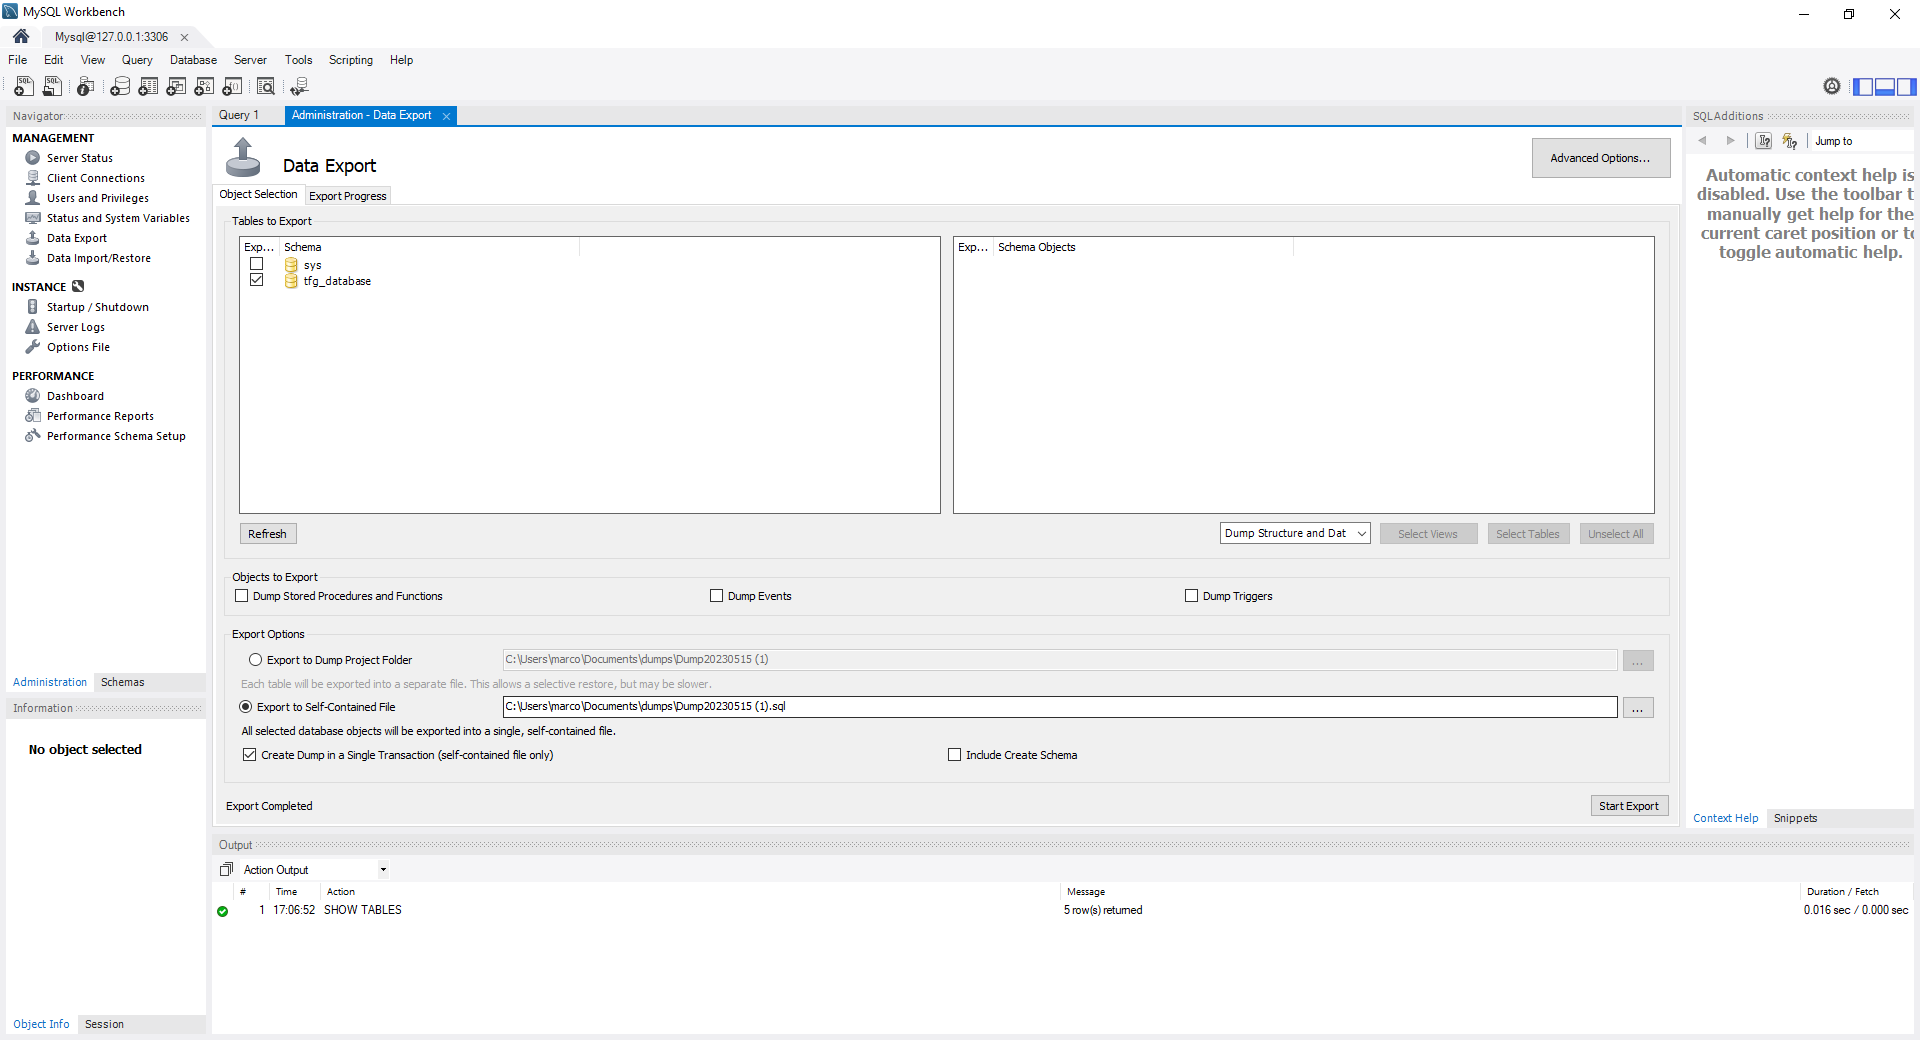 MySQL Workbench
Mysql@127.0.0.1:3306
File Edit View Query Database Server Tools Scripting Help
Navigator
MANAGEMENT
Server Status
Client Connections
Users and Privileges
Status and System Variables
Data Export
Data Import/Restore
INSTANCE
Startup / Shutdown
Server Logs
Options File
PERFORMANCE
Dashboard
Performance Reports
Performance Schema Setup
Administration Schemas
Information
No object selected
Object Info Session
Query 1 Administration - Data Export
Data Export
Advanced Options...
Object Selection Export Progress
Tables to Export
Exp... Schema
sys
tfg_database
Exp... Schema Objects
Refresh
Dump Structure and Dat Select Views Select Tables Unselect All
Objects to Export
Dump Stored Procedures and Functions Dump Events Dump Triggers
Export Options
Export to Dump Project Folder C:\Users\marco\Documents\dumps\Dump20230515 (1) ...
Each table will be exported into a separate file. This allows a selective restore, but may be slower.
Export to Self-Contained File C:\Users\marco\Documents\dumps\Dump20230515 (1).sql ...
All selected database objects will be exported into a single, self-contained file.
Create Dump in a Single Transaction (self-contained file only) Include Create Schema
Export Completed Start Export
SQLAdditions
Jump to
Automatic context help is
disabled. Use the toolbar t
manually get help for the
current caret position or to
toggle automatic help.
Context Help Snippets
Output
Action Output
# Time Action Message Duration / Fetch
1 17:06:52 SHOW TABLES 5 row(s) returned 0.016 sec / 0.000 sec